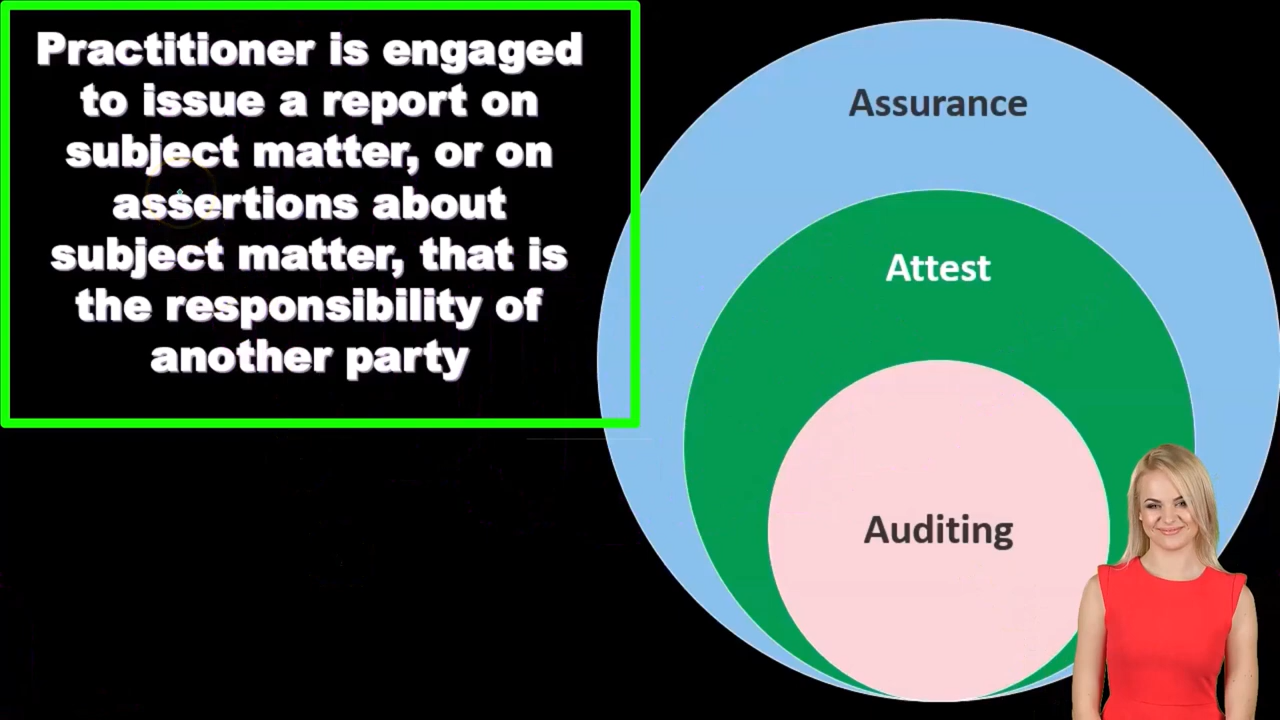 Practitioner is engaged
to issue a report on
subject matter, or on
assertions about
subject matter, that is
the responsibility of
another party
Assurance
Attest
Auditing